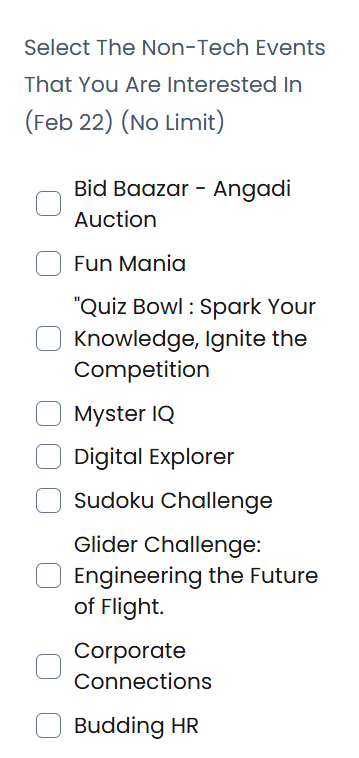 Select The Non-Tech Events
That You Are Interested In
(Feb 22) (No Limit)
Bid Baazar - Angadi
Auction
Fun Mania
"Quiz Bowl : Spark Your
Knowledge, Ignite the
Competition
Myster IQ
Digital Explorer
Sudoku Challenge
Glider Challenge:
Engineering the Future
of Flight.
Corporate
Connections
Budding HR